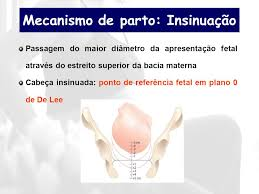 Mecanismo de parto: Insinuação
Passagem do maior diâmetro da apresentação fetal
através do estreito superior da bacia materna
Cabeça insinuada: ponto de referência fetal em plano 0
de De Lee